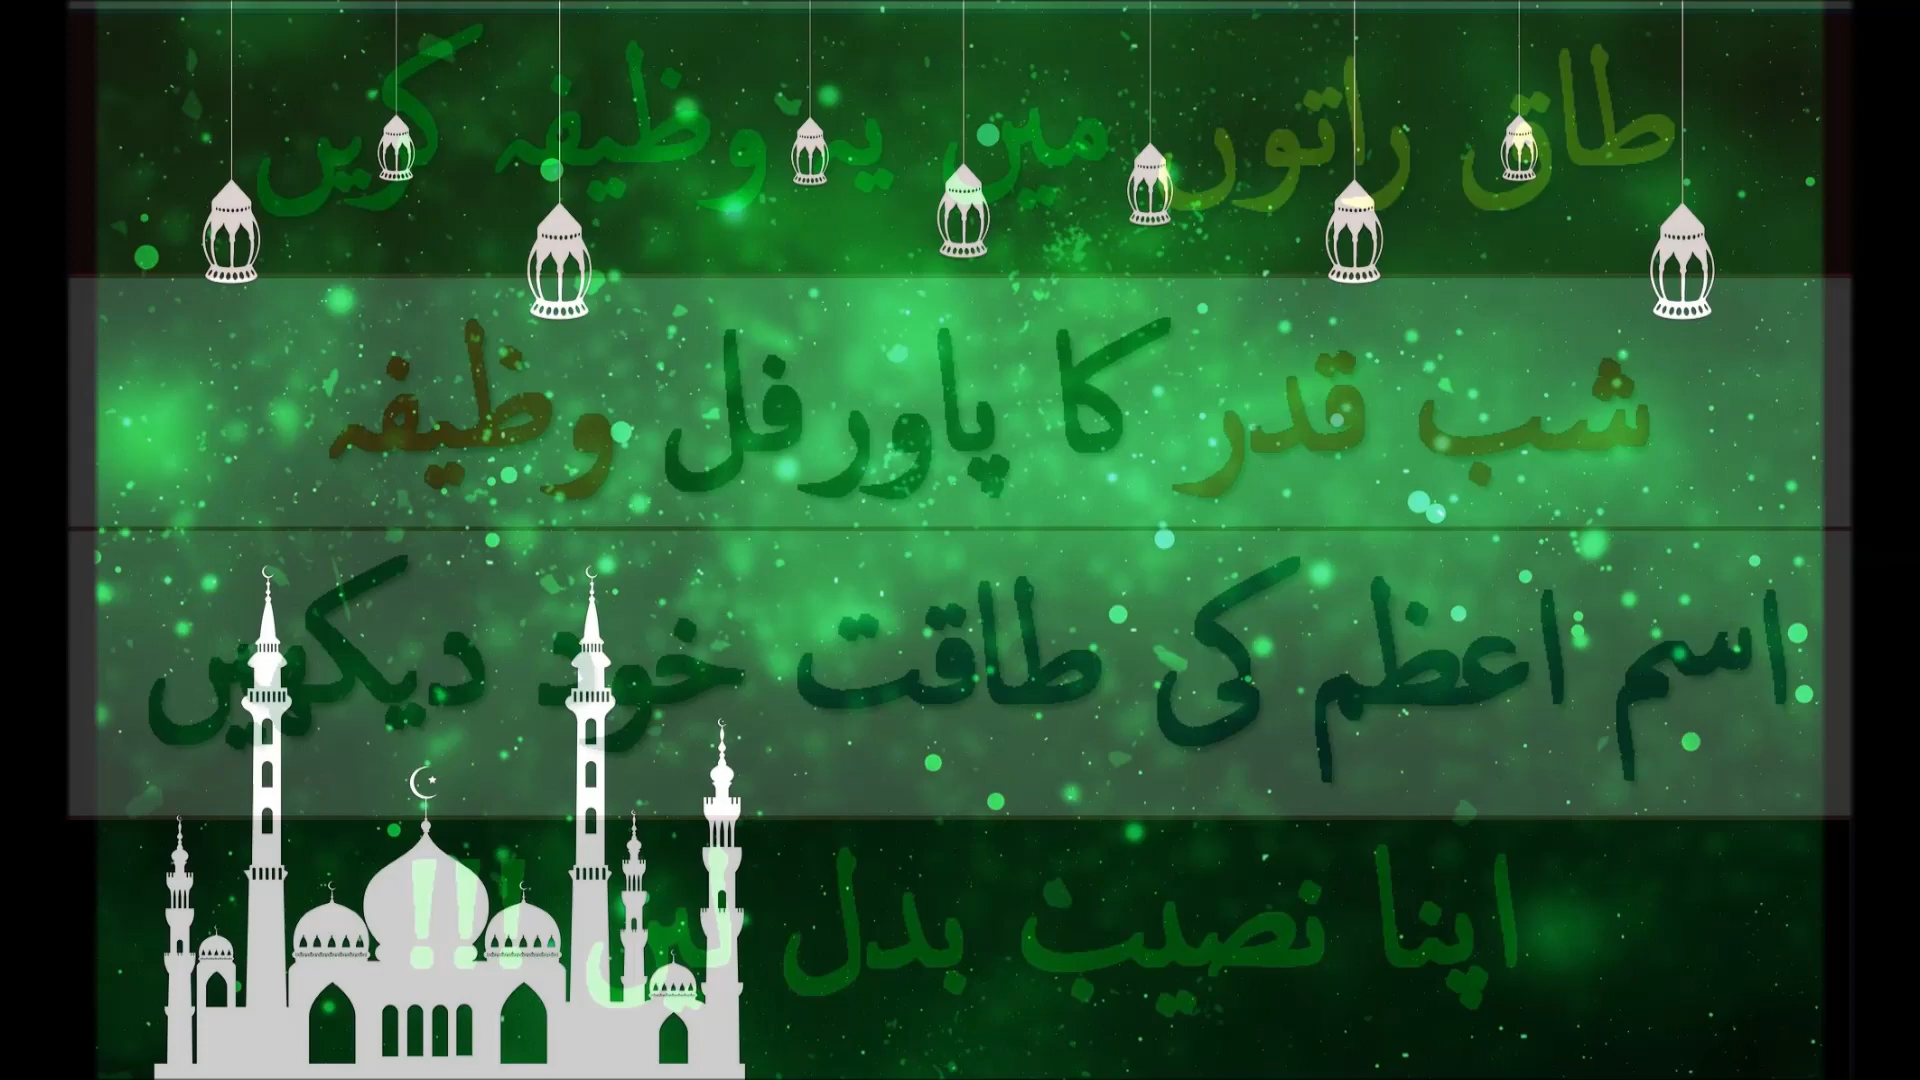 طاق راتوں میں یہ وظیفہ کریں
شب قدر کا پاورفل وظیفہ
اسم اعظم کی طاقت خود دیکھیں
اپنا نصیب بدل لیں !!!